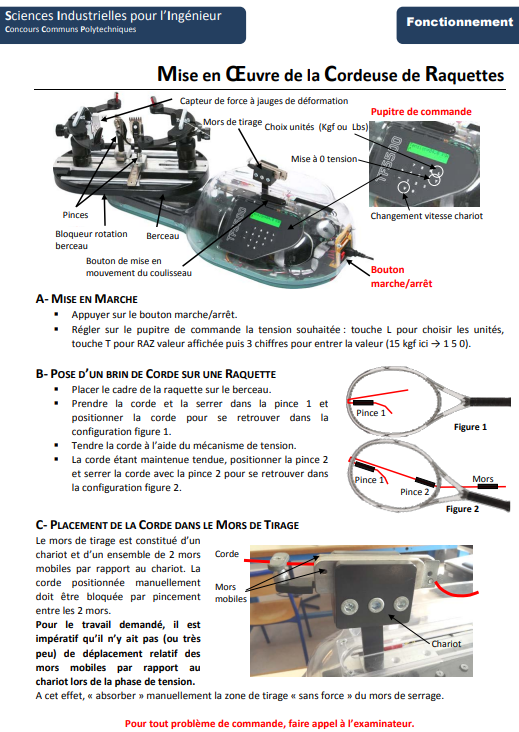 Sciences Industrielles pour l'Ingénieur
Concours Communs Polytechniques
Fonctionnement
Mise en Œuvre de la Cordeuse de Raquettes
Capteur de force à jauges de déformation
Pupitre de commande
Mors de tirage
Choix unités (Kgf ou Lbs)
Mise à 0 tension
TF5500
TF5500
Pinces
Changement vitesse chariot
Bloqueur rotation
berceau
Berceau
Bouton de mise en
mouvement du coulisseau
Bouton
marche/arrêt
A- MISE EN MARCHE
▪ Appuyer sur le bouton marche/arrêt.
▪ Régler sur le pupitre de commande la tension souhaitée : touche L pour choisir les unités,
touche T pour RAZ valeur affichée puis 3 chiffres pour entrer la valeur (15 kgf ici → 1 5 0).
B- POSE D'UN BRIN DE CORDE SUR UNE RAQUETTE
▪ Placer le cadre de la raquette sur le berceau.
▪ Prendre la corde et la serrer dans la pince 1 et
positionner la corde pour se retrouver dans la
configuration figure 1.
▪ Tendre la corde à l'aide du mécanisme de tension.
▪ La corde étant maintenue tendue, positionner la pince 2
et serrer la corde avec la pince 2 pour se retrouver dans
la configuration figure 2.
Pince 1
Figure 1
Pince 1
Pince 2
Mors
Figure 2
C- PLACEMENT DE LA CORDE DANS LE MORS DE TIRAGE
Le mors de tirage est constitué d'un
chariot et d'un ensemble de 2 mors
mobiles par rapport au chariot. La
corde positionnée manuellement
doit être bloquée par pincement
entre les 2 mors.
Pour le travail demandé, il est
impératif qu'il n'y ait pas (ou très
peu) de déplacement relatif des
mors mobiles par rapport au
chariot lors de la phase de tension.
Corde
Mors
mobiles
Chariot
A cet effet, « absorber » manuellement la zone de tirage « sans force » du mors de serrage.
Pour tout problème de commande, faire appel à l'examinateur.